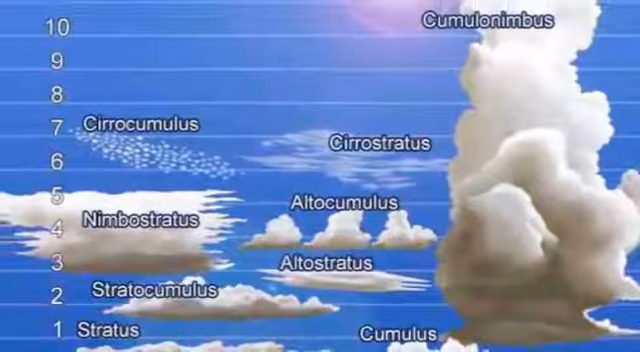 Cumulonimbus
10
9
8
7 Cirrocumulus
Cirrostratus
6
5
Altocumulus
Nimbostratus
4
3 Altostratus
Stratocumulus
2
1 Stratus
Cumulus